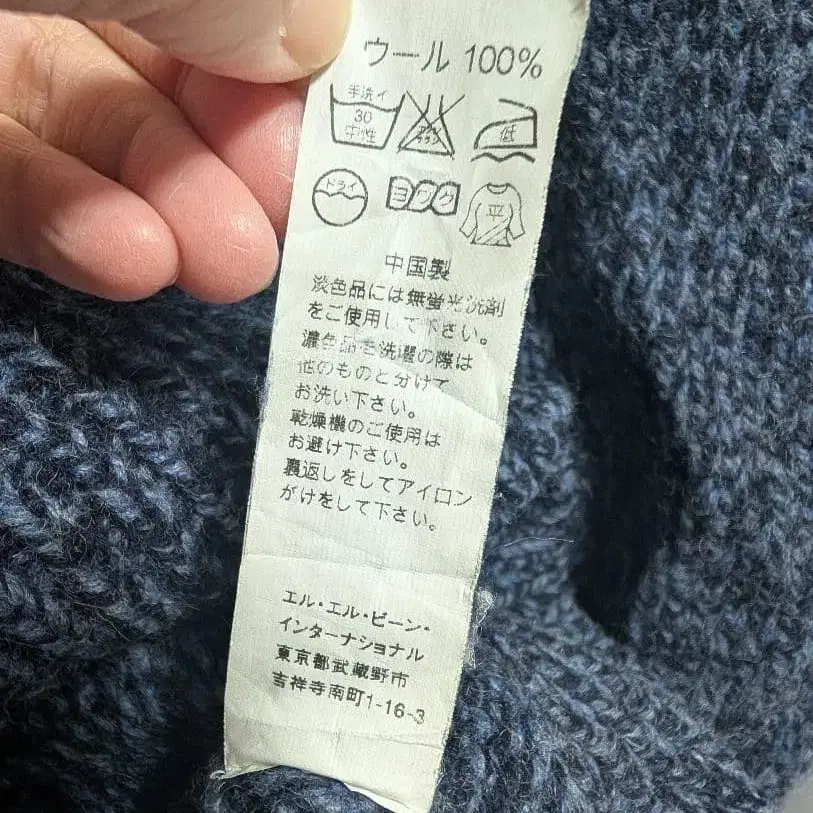 ウール 100%
手洗イ
30
中性
低
ドライ
ヨワク
平
中国製
淡色品には無蛍光洗剤
をご使用して下さい。
濃色品を洗濯の際は
他のものと分けて
お洗い下さい。
乾燥機のご使用は
お避け下さい。
裏返しをしてアイロン
がけをして下さい。
エル・エル・ビーン・
インターナショナル
東京都武蔵野市
吉祥寺南町1-16-3